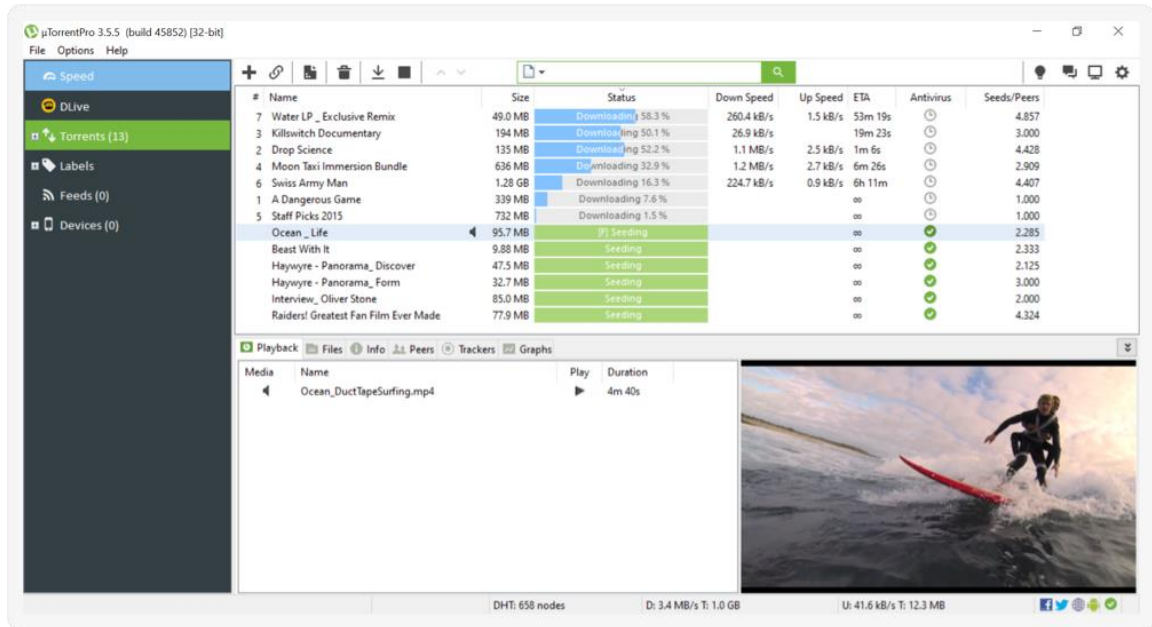 µTorrentPro 3.5.5 (build 45852) [32-bit]
File Options Help
Speed
DLive
Torrents (13)
Labels
Feeds (0)
Devices (0)
# Name Size Status Down Speed Up Speed ETA Antivirus Seeds/Peers
7 Water LP _ Exclusive Remix 49.0 MB Downloading 58.3 % 260.4 kB/s 1.5 kB/s 53m 19s 4.857
3 Killswitch Documentary 194 MB Downloading 50.1 % 26.9 kB/s 19m 23s 3.000
2 Drop Science 135 MB Downloading 52.2 % 1.1 MB/s 2.5 kB/s 1m 6s 4.428
4 Moon Taxi Immersion Bundle 636 MB Downloading 32.9 % 1.2 MB/s 2.7 kB/s 6m 26s 2.909
6 Swiss Army Man 1.28 GB Downloading 16.3 % 224.7 kB/s 0.9 kB/s 6h 11m 4.407
1 A Dangerous Game 339 MB Downloading 7.6 % ∞ 1.000
5 Staff Picks 2015 732 MB Downloading 1.5 % ∞ 1.000
Ocean _ Life 95.7 MB [F] Seeding ∞ 2.285
Beast With It 9.88 MB Seeding ∞ 2.333
Haywyre - Panorama_ Discover 47.5 MB Seeding ∞ 2.125
Haywyre - Panorama_ Form 32.7 MB Seeding ∞ 3.000
Interview_ Oliver Stone 85.0 MB Seeding ∞ 2.000
Raiders! Greatest Fan Film Ever Made 77.9 MB Seeding ∞ 4.324
Playback Files Info Peers Trackers Graphs
Media Name Play Duration
Ocean_DuctTapeSurfing.mp4 4m 40s
DHT: 658 nodes D: 3.4 MB/s T: 1.0 GB U: 41.6 kB/s T: 12.3 MB